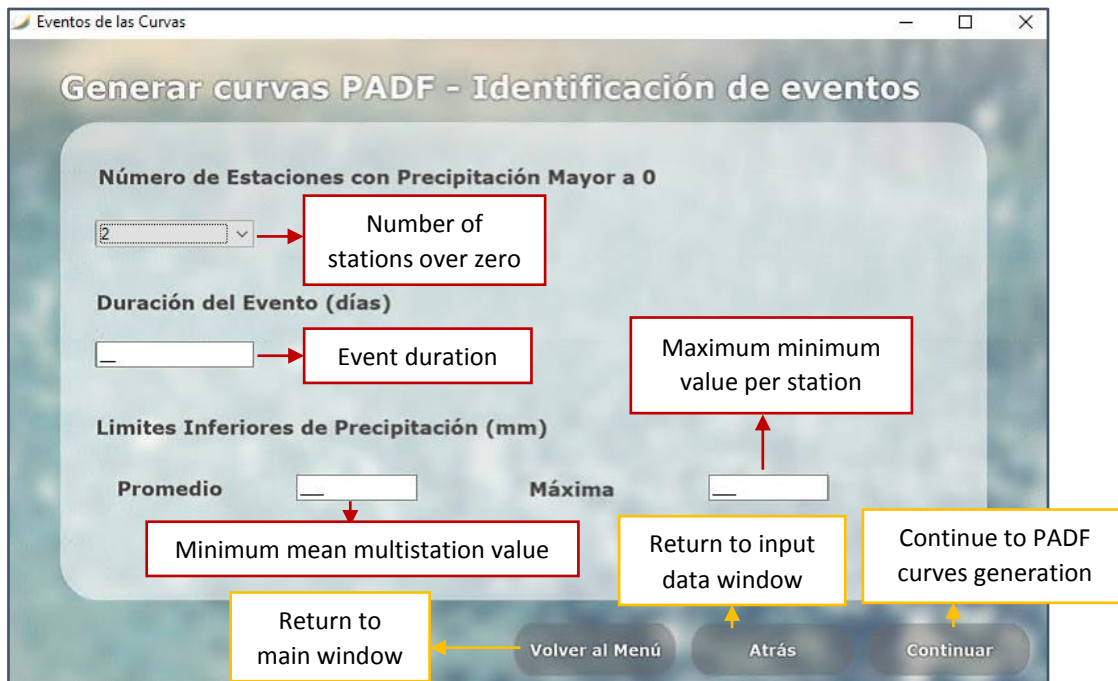 Eventos de las Curvas
Generar curvas PADF - Identificación de eventos
Número de Estaciones con Precipitación Mayor a 0
2
Number of
stations over zero
Duración del Evento (días)
__
Event duration
Maximum minimum
value per station
Limites Inferiores de Precipitación (mm)
Promedio
__
Máxima
__
Minimum mean multistation value
Return to input
data window
Continue to PADF
curves generation
Return to
main window
Volver al Menú
Atrás
Continuar